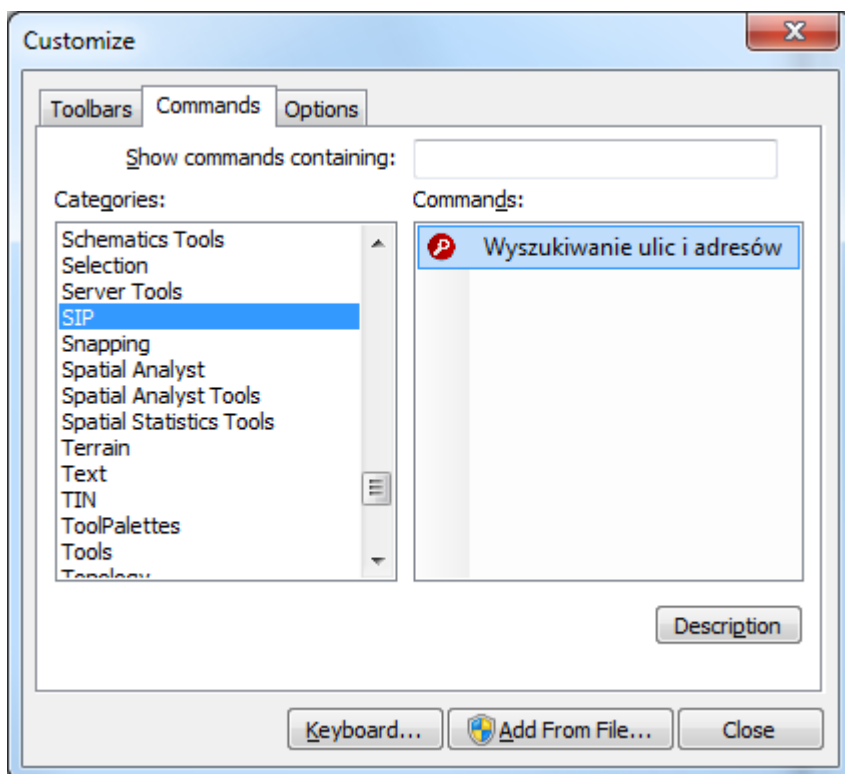 Customize
Toolbars Commands Options
Show commands containing:
Categories:
Commands:
Schematics Tools
Selection
Server Tools
SIP
Snapping
Spatial Analyst
Spatial Analyst Tools
Spatial Statistics Tools
Terrain
Text
TIN
ToolPalettes
Tools
Topology
Wyszukiwanie ulic i adresów
Description
Keyboard... Add From File... Close